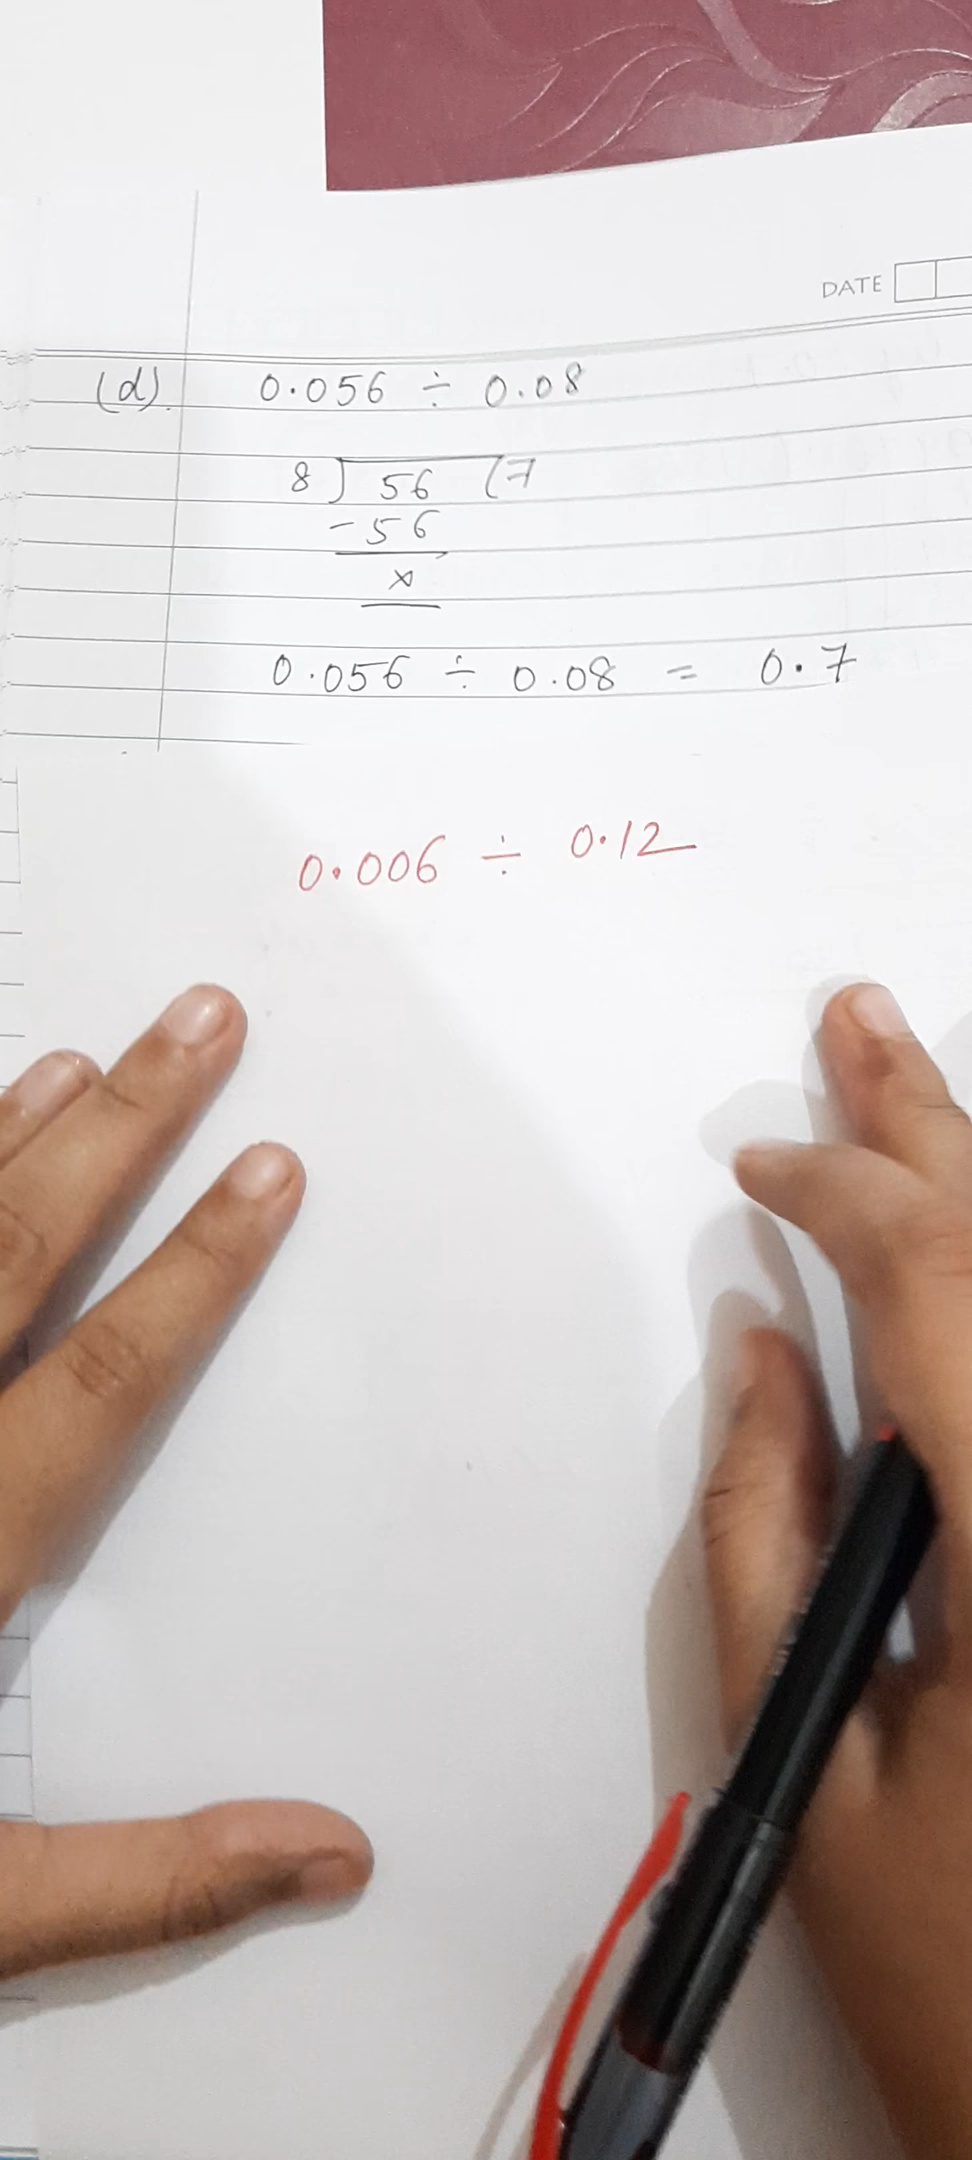 DATE
(d). 0.056 ÷ 0.08
8 ) 56 ( 7
- 56
x
0.056 ÷ 0.08 = 0.7
0.006 ÷ 0.12